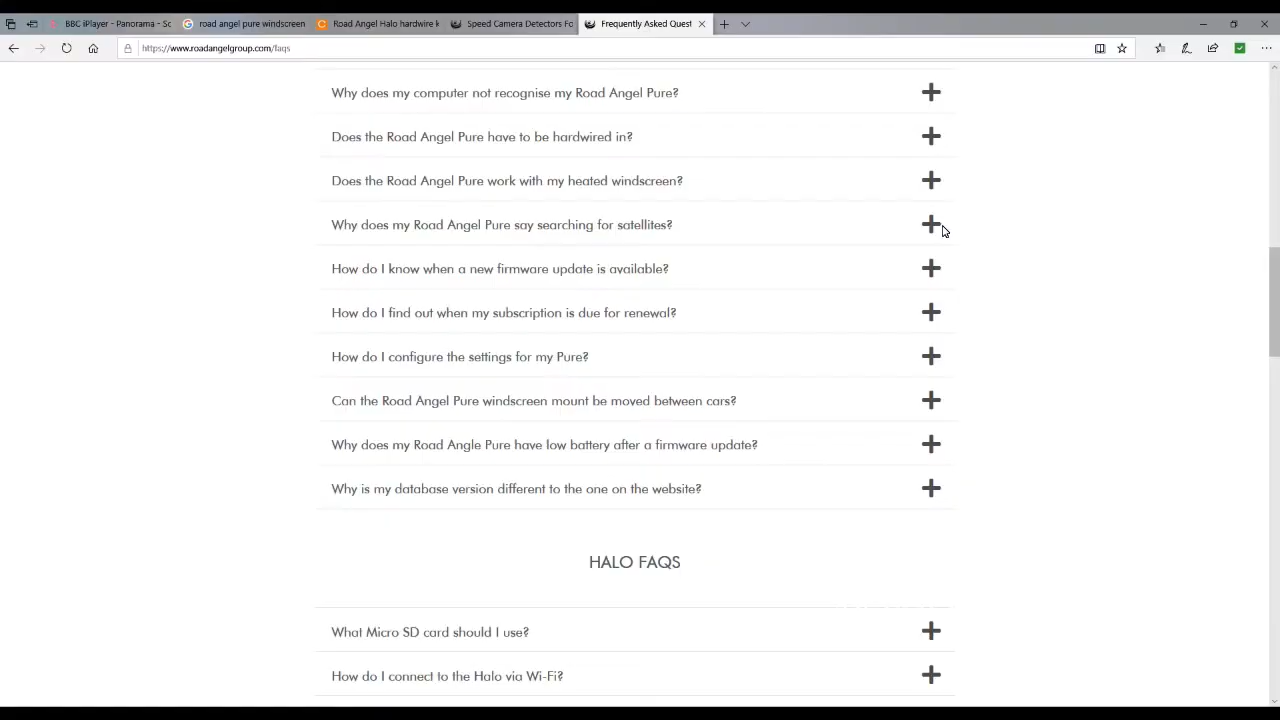 BBC iPlayer - Panorama - Sc
road angel pure windscreen
Road Angel Halo hardwire k
Speed Camera Detectors Fo
Frequently Asked Quest
https://www.roadangelgroup.com/faqs
Why does my computer not recognise my Road Angel Pure?
Does the Road Angel Pure have to be hardwired in?
Does the Road Angel Pure work with my heated windscreen?
Why does my Road Angel Pure say searching for satellites?
How do I know when a new firmware update is available?
How do I find out when my subscription is due for renewal?
How do I configure the settings for my Pure?
Can the Road Angel Pure windscreen mount be moved between cars?
Why does my Road Angle Pure have low battery after a firmware update?
Why is my database version different to the one on the website?
HALO FAQS
What Micro SD card should I use?
How do I connect to the Halo via Wi-Fi?